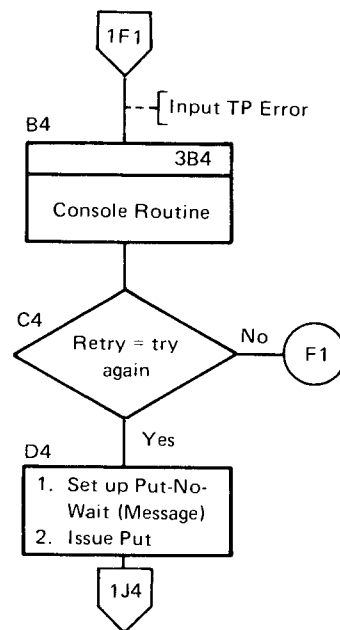 1F1
Input TP Error
B4
3B4
Console Routine
C4
Retry = try
again
No
F1
Yes
D4
1. Set up Put-No-
Wait (Message)
2. Issue Put
1J4